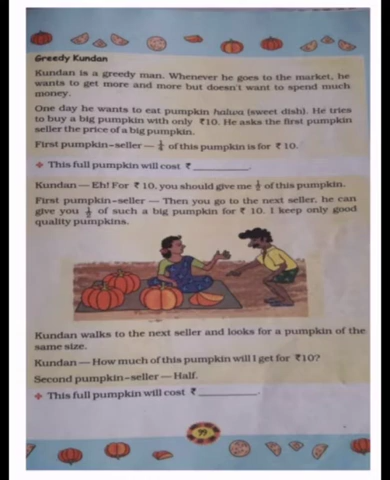 Greedy Kundan
Kundan is a greedy man. Whenever he goes to the market, he
wants to get more and more but doesn't want to spend much
money.
One day he wants to eat pumpkin halwa (sweet dish). He tries
to buy a big pumpkin with only ₹10. He asks the first pumpkin
seller the price of a big pumpkin.
First pumpkin-seller — ¼ of this pumpkin is for ₹ 10.
❖ This full pumpkin will cost ₹ __________.
Kundan — Eh! For ₹ 10, you should give me ½ of this pumpkin.
First pumpkin-seller — Then you go to the next seller, he can
give you ½ of such a big pumpkin for ₹ 10. I keep only good
quality pumpkins.
Kundan walks to the next seller and looks for a pumpkin of the
same size.
Kundan — How much of this pumpkin will I get for ₹10?
Second pumpkin-seller — Half.
❖ This full pumpkin will cost ₹ __________.
99